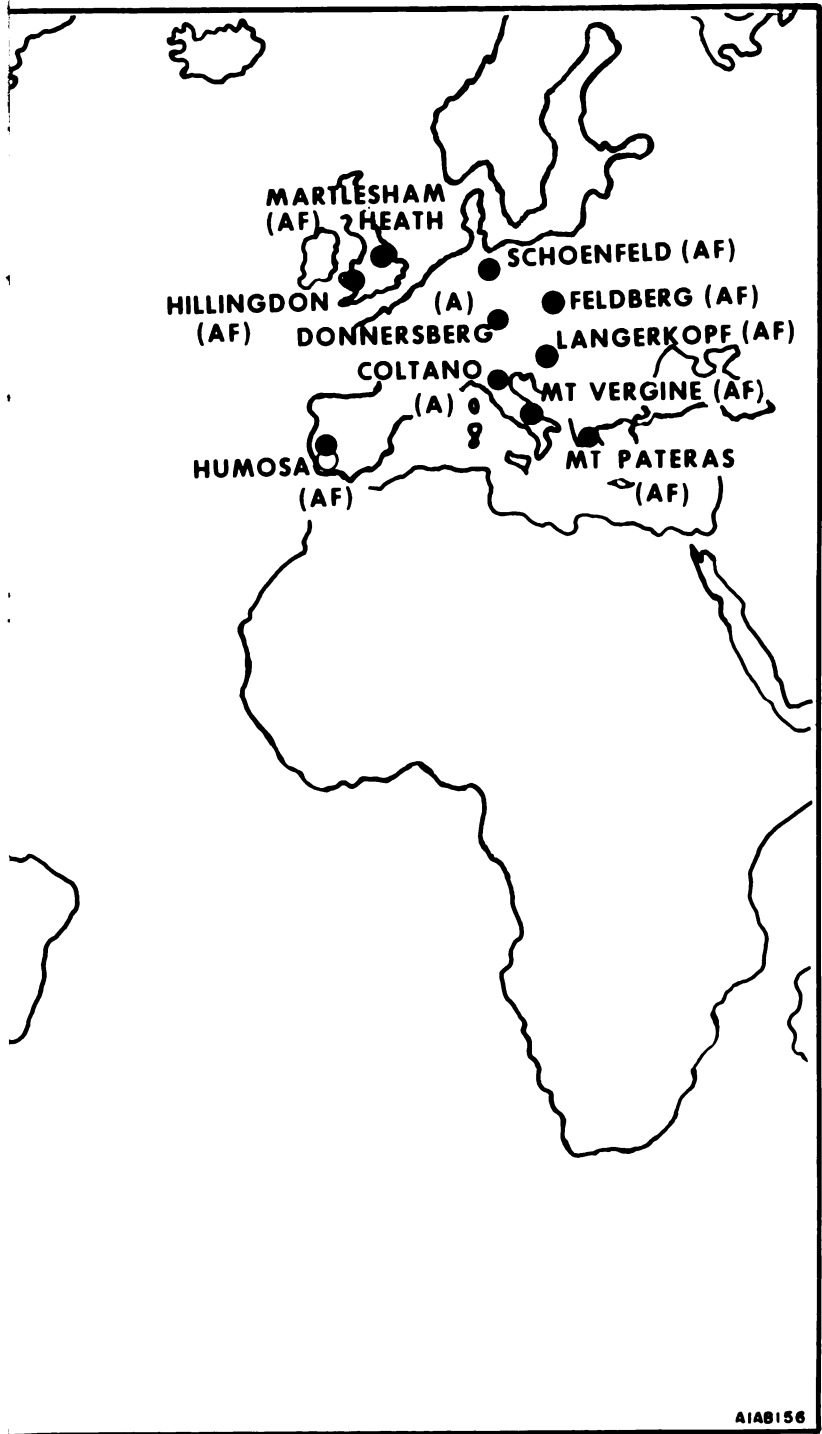 MARTLESHAM
(AF) HEATH
SCHOENFELD (AF)
HILLINGDON
(AF)
(A)
DONNERSBERG
FELDBERG (AF)
LANGERKOPF (AF)
COLTANO
(A)
MT VERGINE (AF)
HUMOSA
(AF)
MT PATERAS
(AF)
A1AB156